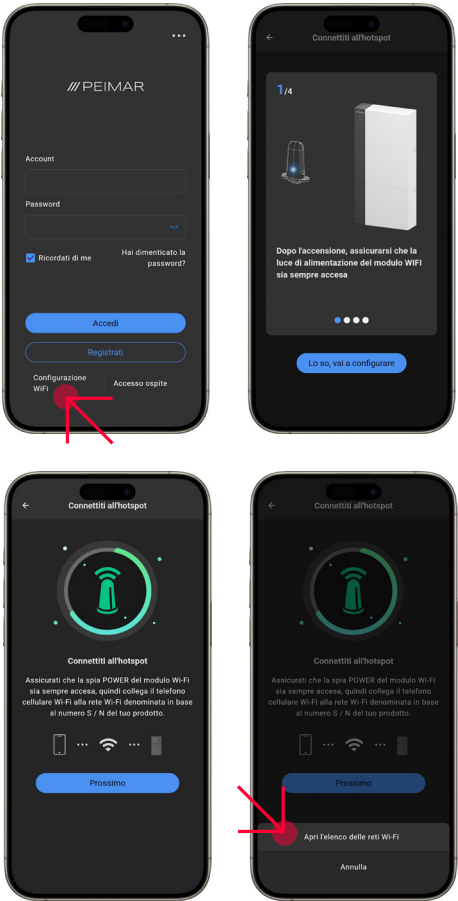 PEIMAR
Account
Password
Ricordati di me
Hai dimenticato la
password?
Accedi
Registrati
Configurazione
WiFi
Accesso ospite
Connettiti all'hotspot
1/4
Dopo l'accensione, assicurarsi che la
luce di alimentazione del modulo WIFI
sia sempre accesa
Lo so, vai a configurare
Connettiti all'hotspot
Connettiti all'hotspot
Assicurati che la spia POWER del modulo Wi-Fi
sia sempre accesa, quindi collega il telefono
cellulare Wi-Fi alla rete Wi-Fi denominata in base
al numero S / N del tuo prodotto.
Prossimo
Connettiti all'hotspot
Connettiti all'hotspot
Assicurati che la spia POWER del modulo Wi-Fi
sia sempre accesa, quindi collega il telefono
cellulare Wi-Fi alla rete Wi-Fi denominata in base
al numero S / N del tuo prodotto.
Prossimo
Apri l'elenco delle reti Wi-Fi
Annulla